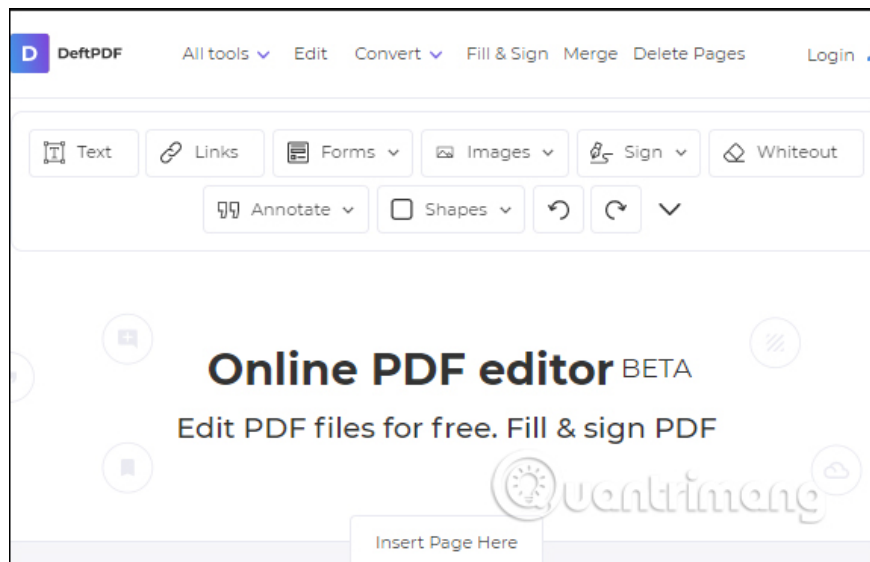 D DeftPDF All tools Edit Convert Fill & Sign Merge Delete Pages Login
Text Links Forms Images Sign Whiteout
Annotate Shapes
Online PDF editor BETA
Edit PDF files for free. Fill & sign PDF
Quantrimang
Insert Page Here